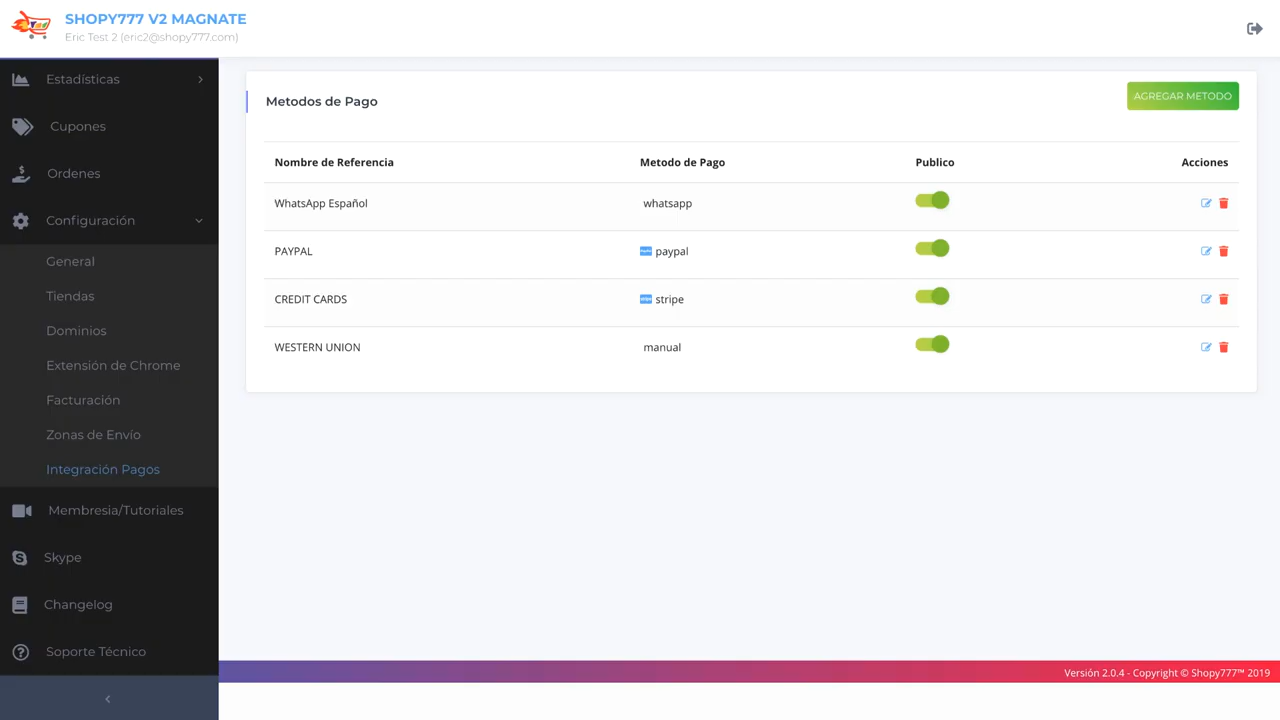 SHOPY777 V2 MAGNATE
Eric Test 2 (eric2@shopy777.com)
Estadísticas
Cupones
Ordenes
Configuración
General
Tiendas
Dominios
Extensión de Chrome
Facturación
Zonas de Envío
Integración Pagos
Membresia/Tutoriales
Skype
Changelog
Soporte Técnico
Metodos de Pago
AGREGAR METODO
Nombre de Referencia Metodo de Pago Publico Acciones
WhatsApp Español whatsapp
PAYPAL paypal
CREDIT CARDS stripe
WESTERN UNION manual
Versión 2.0.4 - Copyright © Shopy777™ 2019